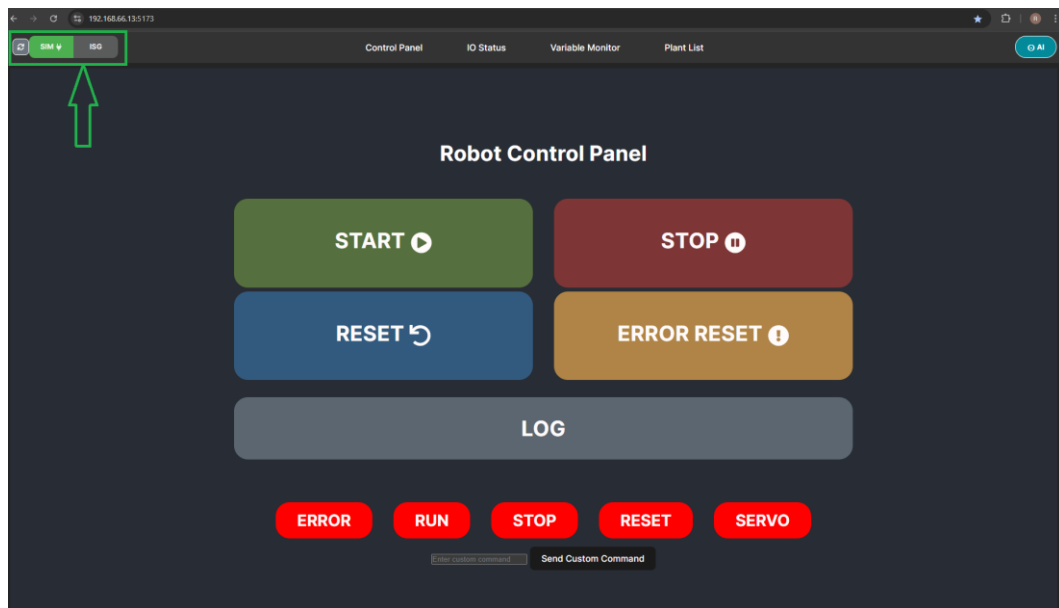 192.168.66.13:5173
SIM ISG Control Panel IO Status Variable Monitor Plant List AI
Robot Control Panel
START STOP
RESET ERROR RESET
LOG
ERROR RUN STOP RESET SERVO
Enter custom command Send Custom Command